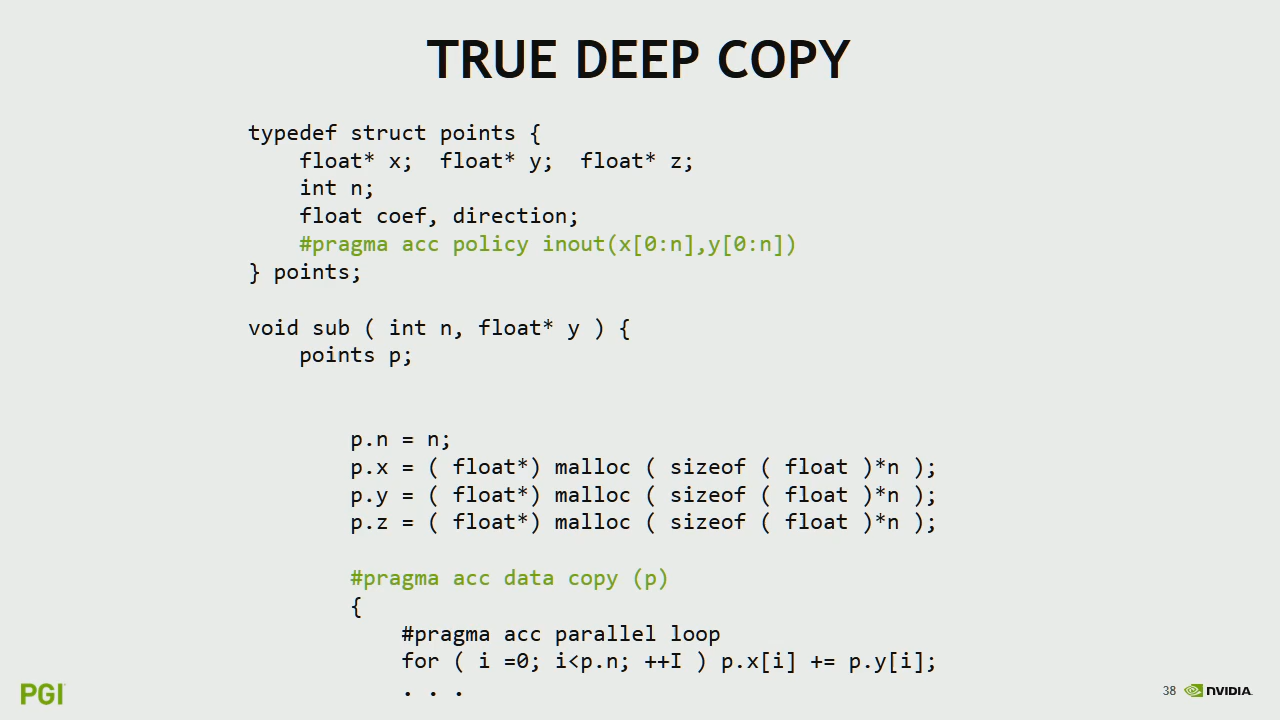 TRUE DEEP COPY
typedef struct points {
    float* x;  float* y;  float* z;
    int n;
    float coef, direction;
    #pragma acc policy inout(x[0:n],y[0:n])
} points;
void sub ( int n, float* y ) {
    points p;
        p.n = n;
        p.x = ( float*) malloc ( sizeof ( float )*n );
        p.y = ( float*) malloc ( sizeof ( float )*n );
        p.z = ( float*) malloc ( sizeof ( float )*n );
        #pragma acc data copy (p)
        {
            #pragma acc parallel loop
            for ( i =0; i<p.n; ++I ) p.x[i] += p.y[i];
            . . .
PGI
38 NVIDIA.